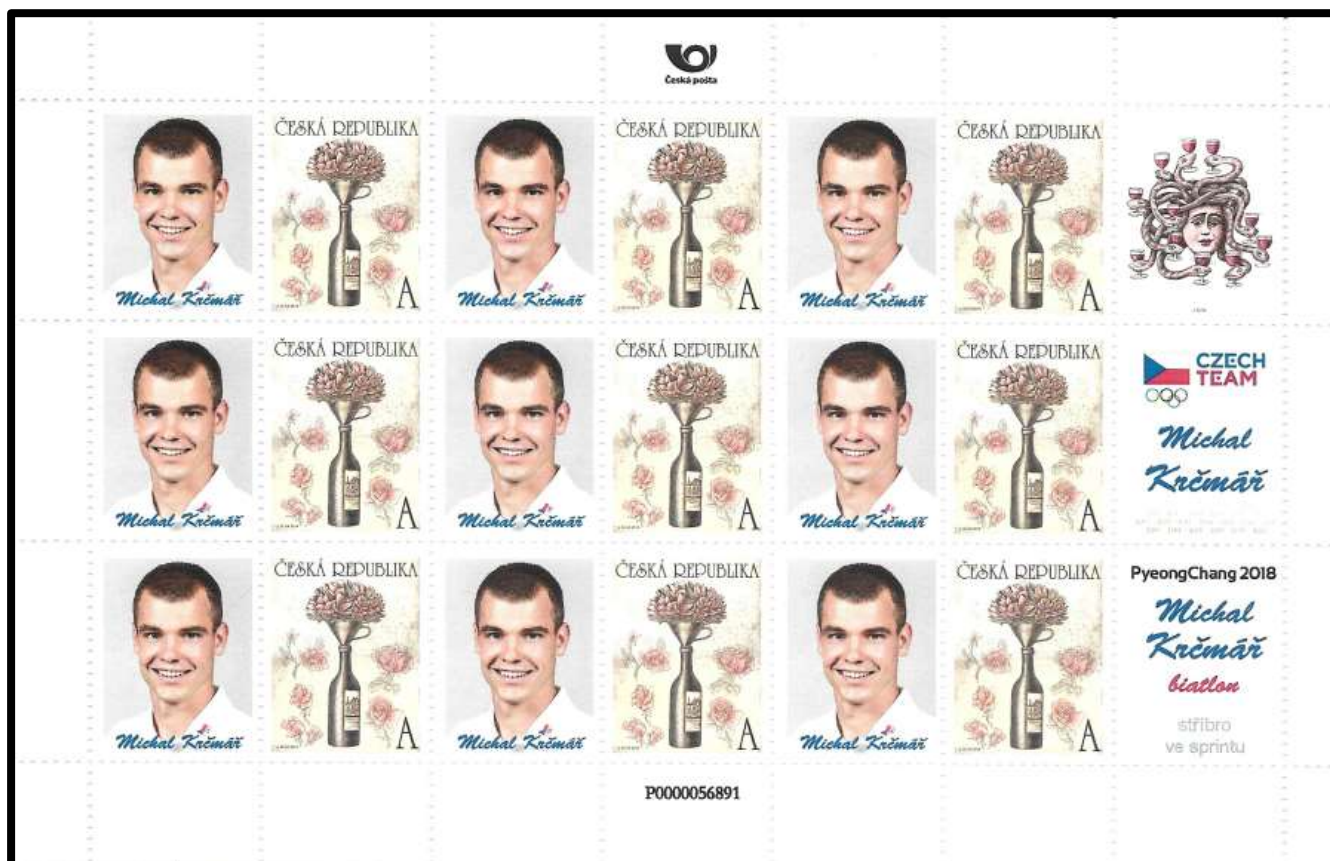 Česká pošta
ČESKÁ REPUBLIKA
ČESKÁ REPUBLIKA
ČESKÁ REPUBLIKA
Michal Krčmář
A
Michal Krčmář
A
Michal Krčmář
A
ČESKÁ REPUBLIKA
ČESKÁ REPUBLIKA
ČESKÁ REPUBLIKA
CZECH
TEAM
Michal
Krčmář
Michal Krčmář
A
Michal Krčmář
A
Michal Krčmář
A
ČESKÁ REPUBLIKA
ČESKÁ REPUBLIKA
ČESKÁ REPUBLIKA
PyeongChang 2018
Michal
Krčmář
biatlon
stříbro
ve sprintu
Michal Krčmář
A
Michal Krčmář
A
Michal Krčmář
A
P0000056891